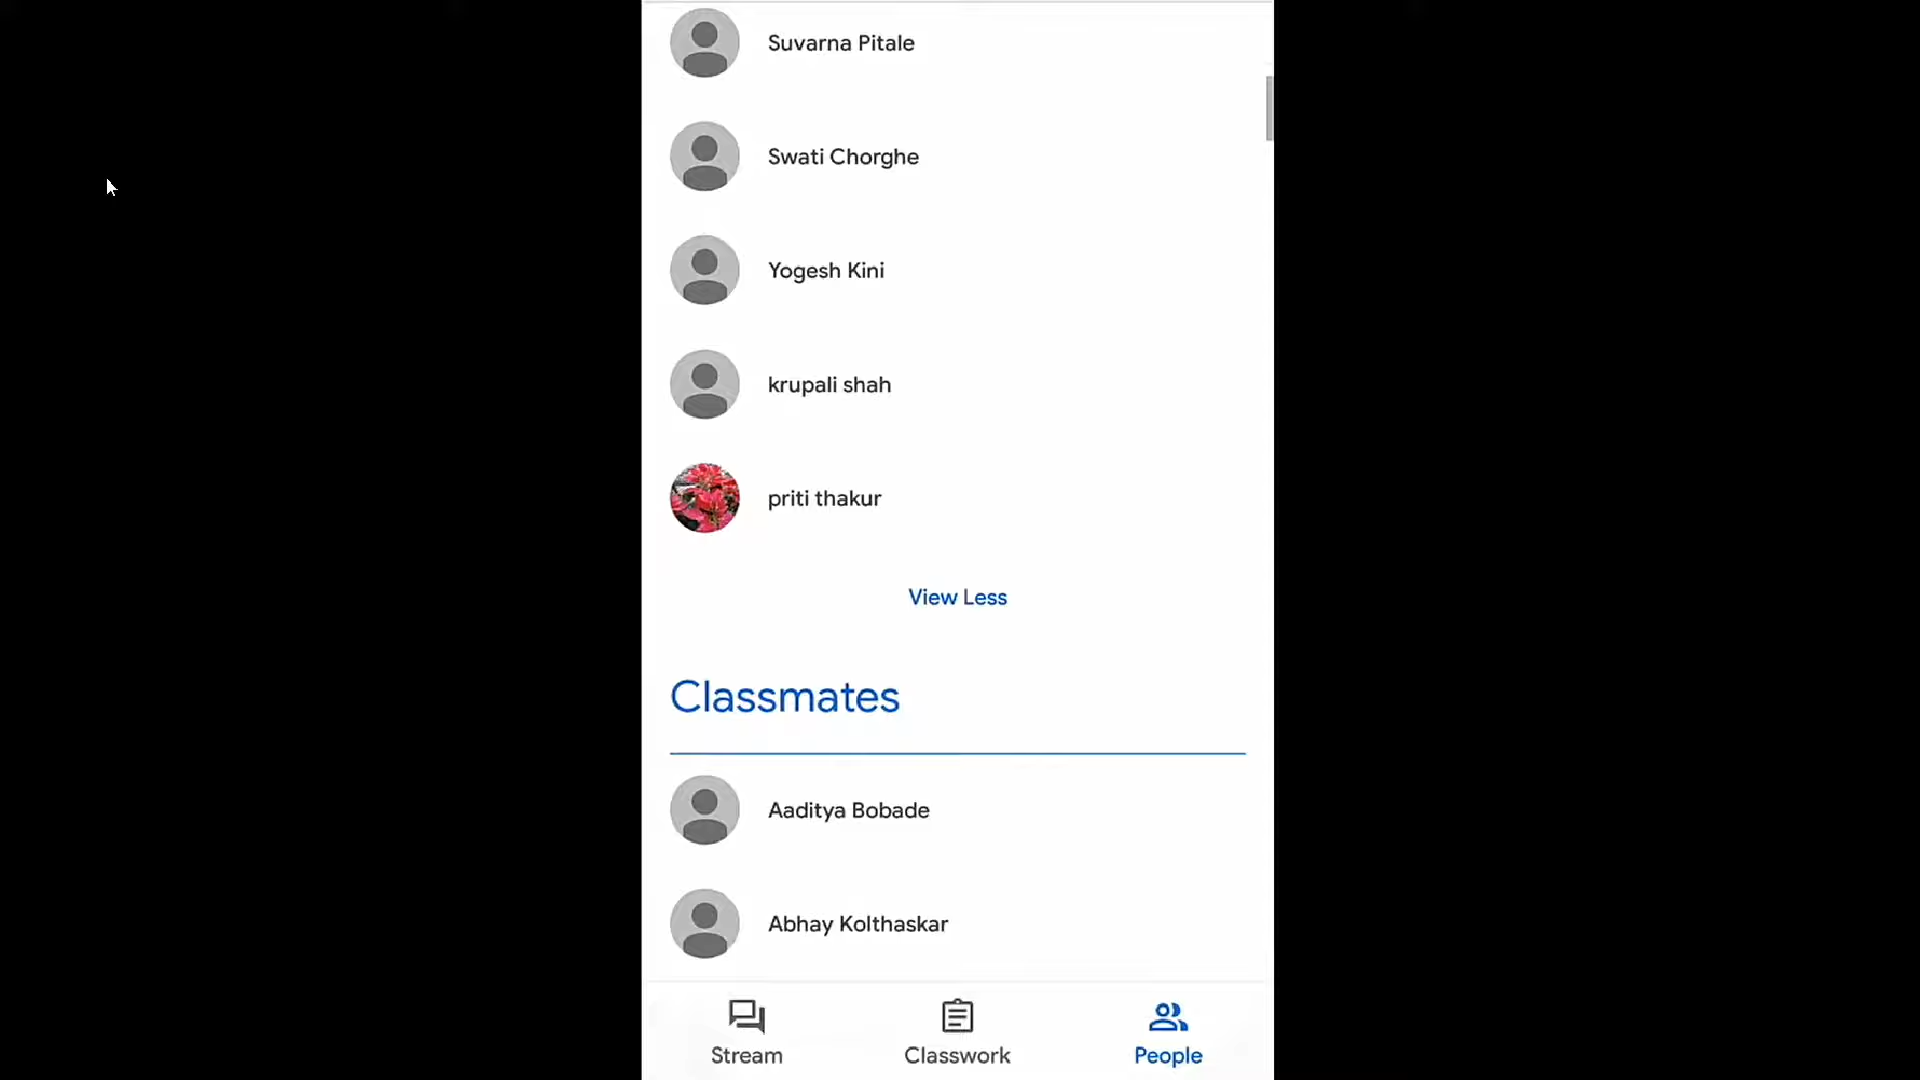 Suvarna Pitale
Swati Chorghe
Yogesh Kini
krupali shah
priti thakur
View Less
Classmates
Aaditya Bobade
Abhay Kolthaskar
Stream
Classwork
People